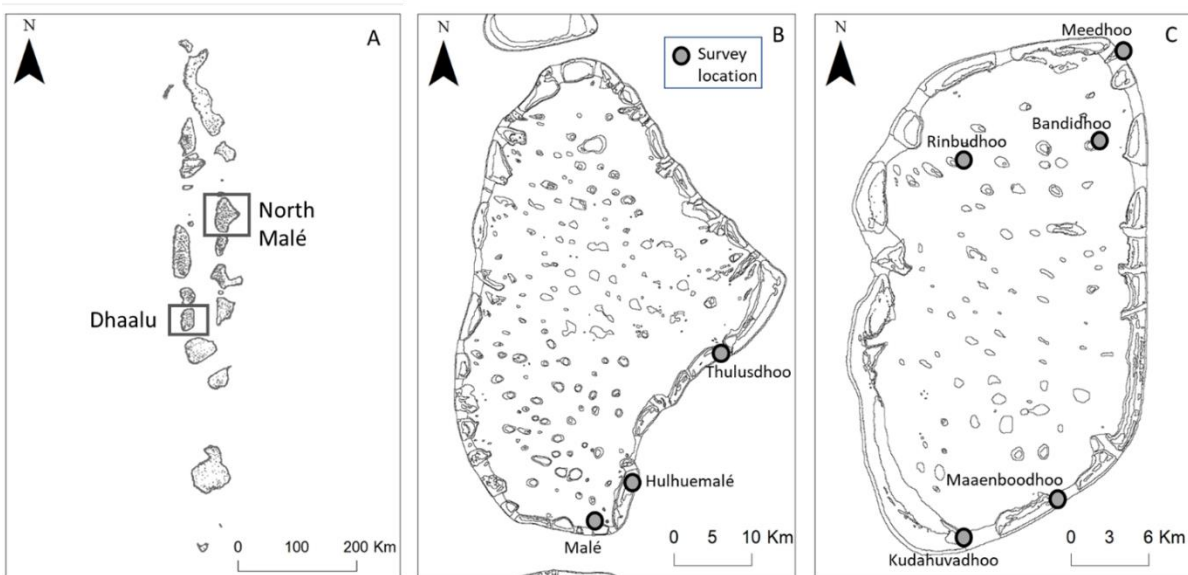 N
A
North
Malé
Dhaalu
0 100 200 Km
N
B
Survey
location
Thulusdhoo
Hulhuemalé
Malé
0 6 10 Km
N
C
Meedhoo
Bandidhoo
Rinbudhoo
Maaenboodhoo
Kudahuvadhoo
0 3 6 Km